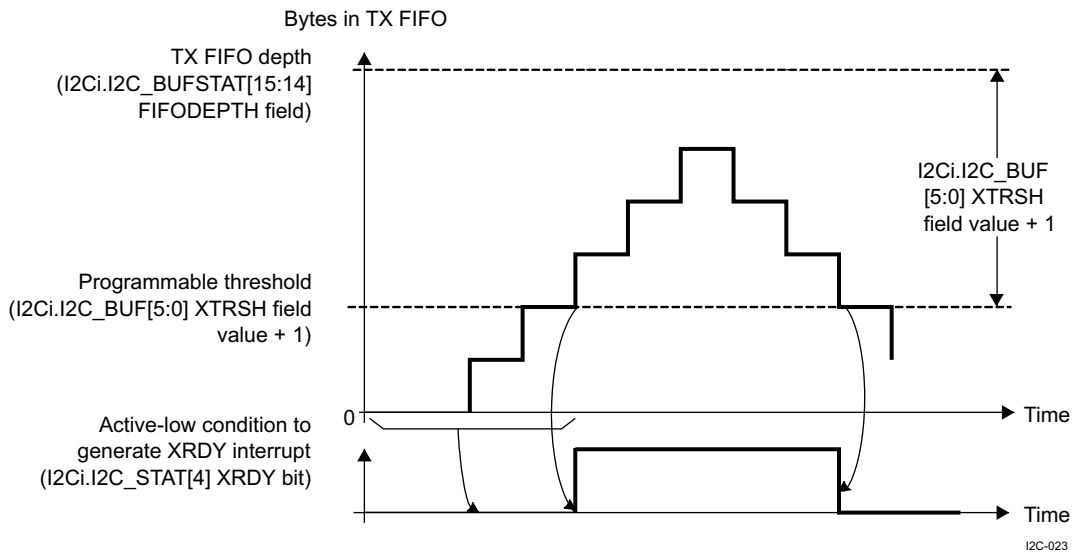 Bytes in TX FIFO
TX FIFO depth
(I2Ci.I2C_BUFSTAT[15:14]
FIFODEPTH field)
I2Ci.I2C_BUF
[5:0] XTRSH
field value + 1
Programmable threshold
(I2Ci.I2C_BUF[5:0] XTRSH field
value + 1)
0
Time
Active-low condition to
generate XRDY interrupt
(I2Ci.I2C_STAT[4] XRDY bit)
Time
I2C-023